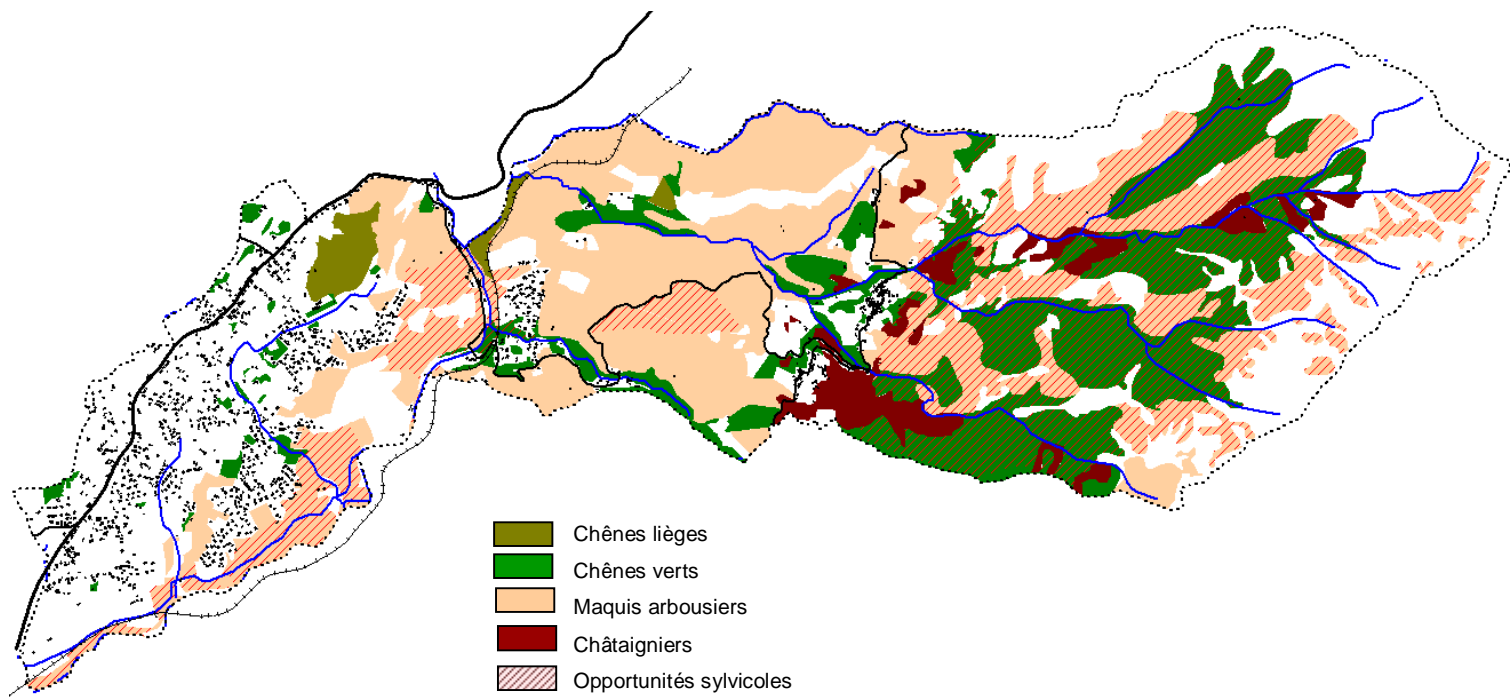 Chênes lièges
Chênes verts
Maquis arbousiers
Châtaigniers
Opportunités sylvicoles